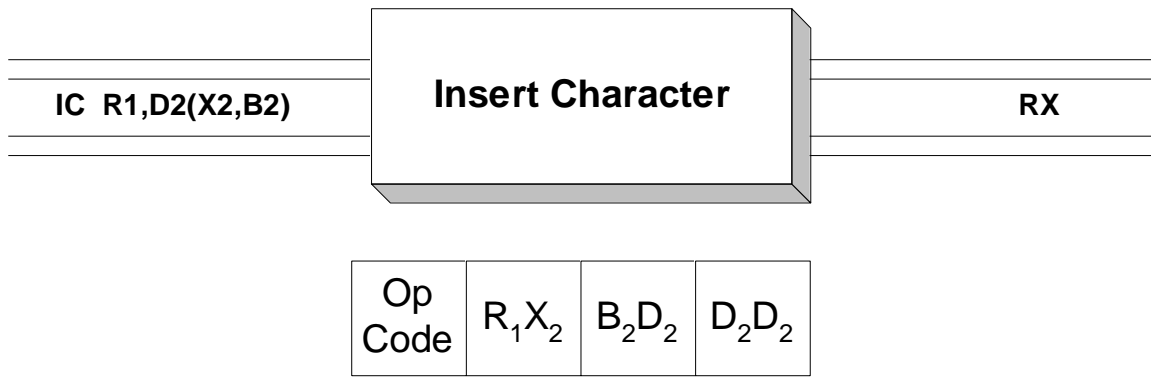 IC R1,D2(X2,B2)
Insert Character
RX
Op
Code
R₁X₂
B₂D₂
D₂D₂